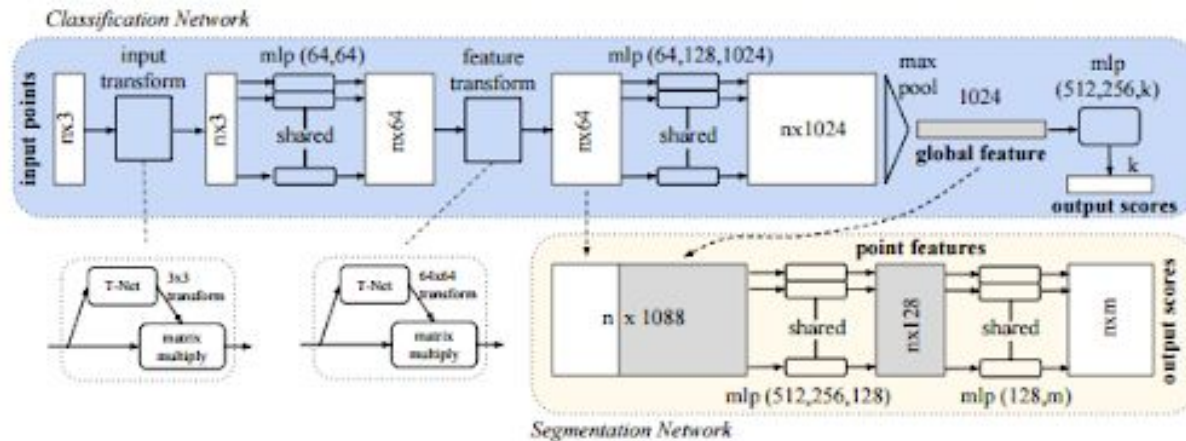 Classification Network
input points
nx3
input
transform
nx3
mlp (64,64)
shared
nx64
feature
transform
nx64
mlp (64,128,1024)
shared
nx1024
max
pool
1024
global feature
mlp
(512,256,k)
k
output scores
T-Net
3x3
transform
matrix
multiply
T-Net
64x64
transform
matrix
multiply
point features
n x 1088
shared
mlp (512,256,128)
nx128
shared
mlp (128,m)
nxm
output scores
Segmentation Network